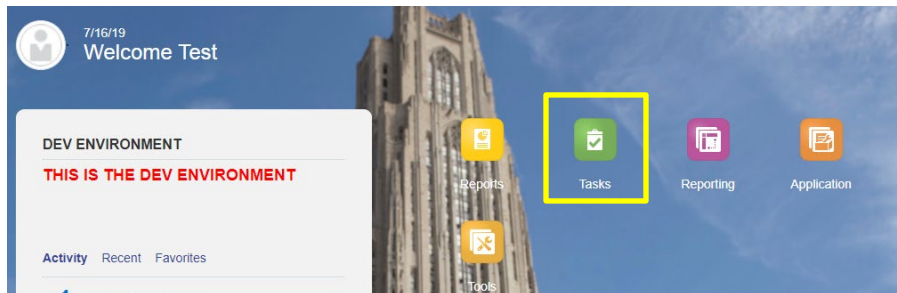 7/16/19
Welcome Test
DEV ENVIRONMENT
THIS IS THE DEV ENVIRONMENT
Activity Recent Favorites
Reports Tasks Reporting Application
Tools